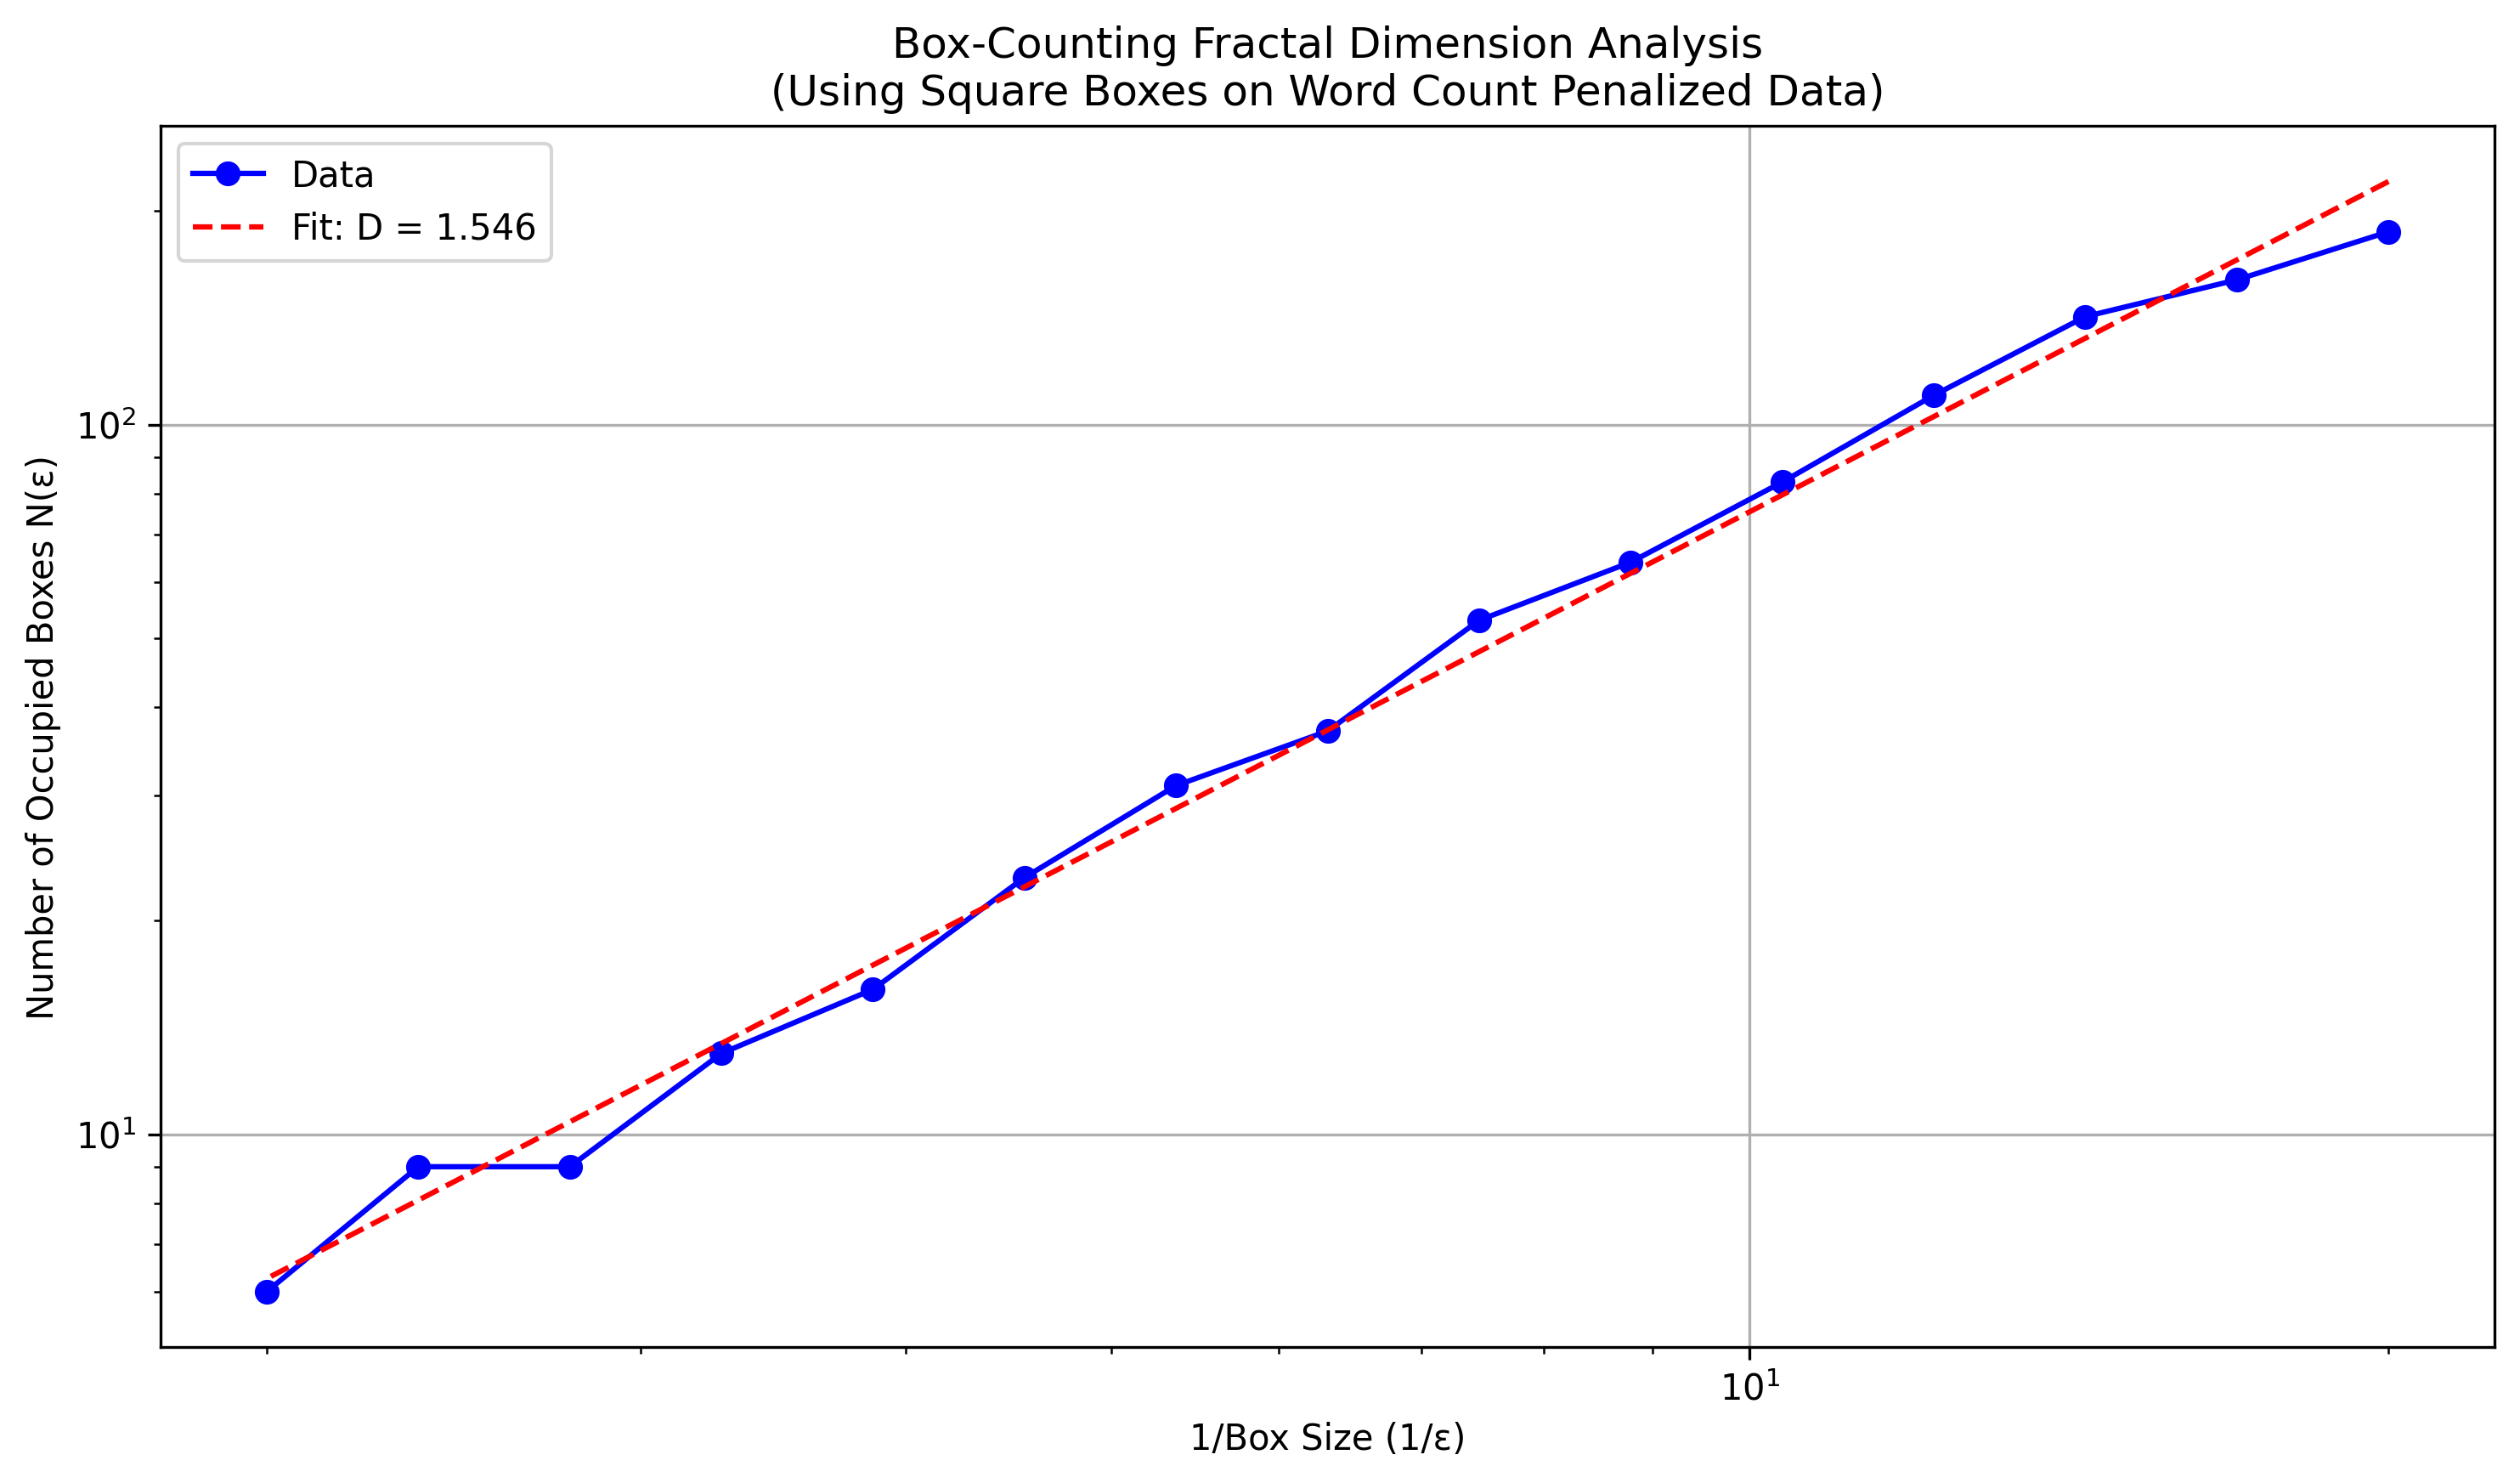 Box-Counting Fractal Dimension Analysis
(Using Square Boxes on Word Count Penalized Data)
Data
Fit: D = 1.546
Number of Occupied Boxes N(ε)
10²
10¹
10¹
1/Box Size (1/ε)